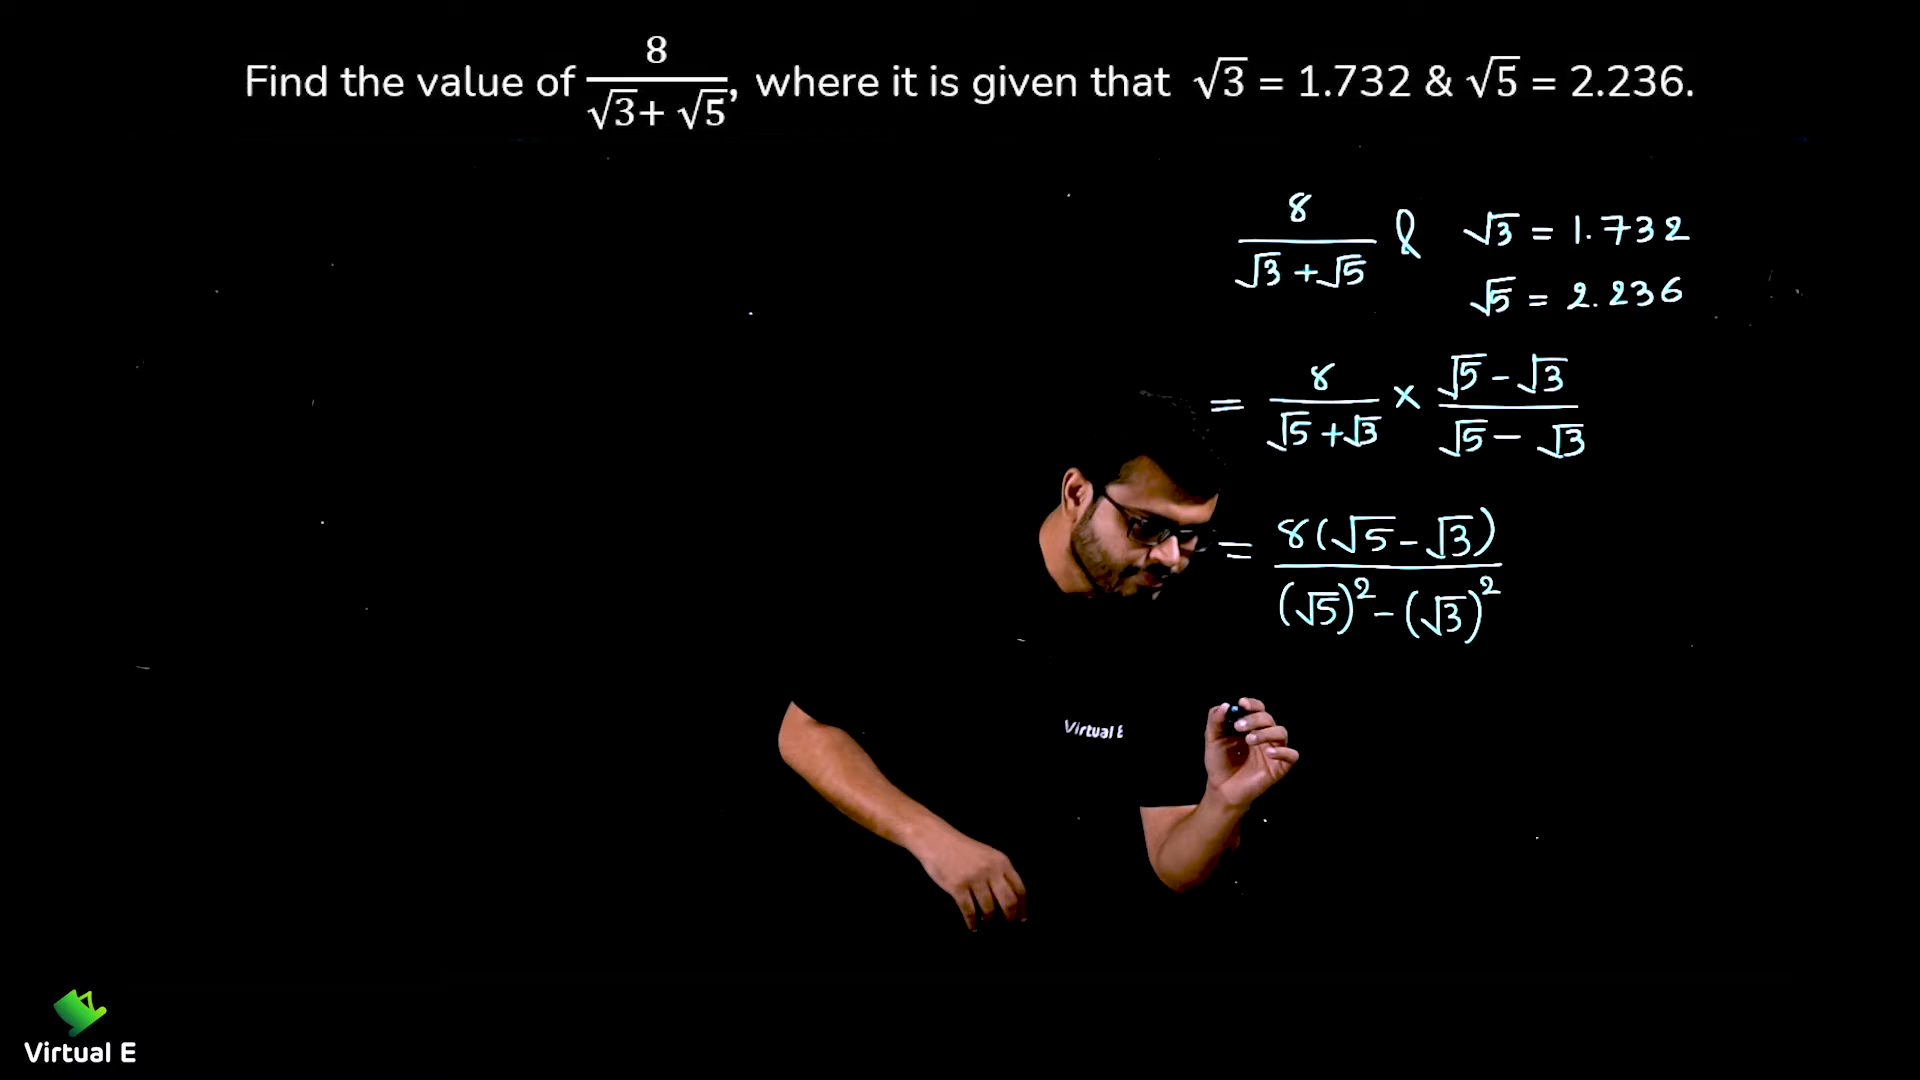 Find the value of 8/(√3+ √5), where it is given that √3 = 1.732 & √5 = 2.236.
8/(√3 + √5) & √3 = 1.732
√5 = 2.236
= 8/(√5 + √3) × (√5 - √3)/(√5 - √3)
= 8(√5 - √3)/((√5)² - (√3)²)
Virtual E
Virtual E